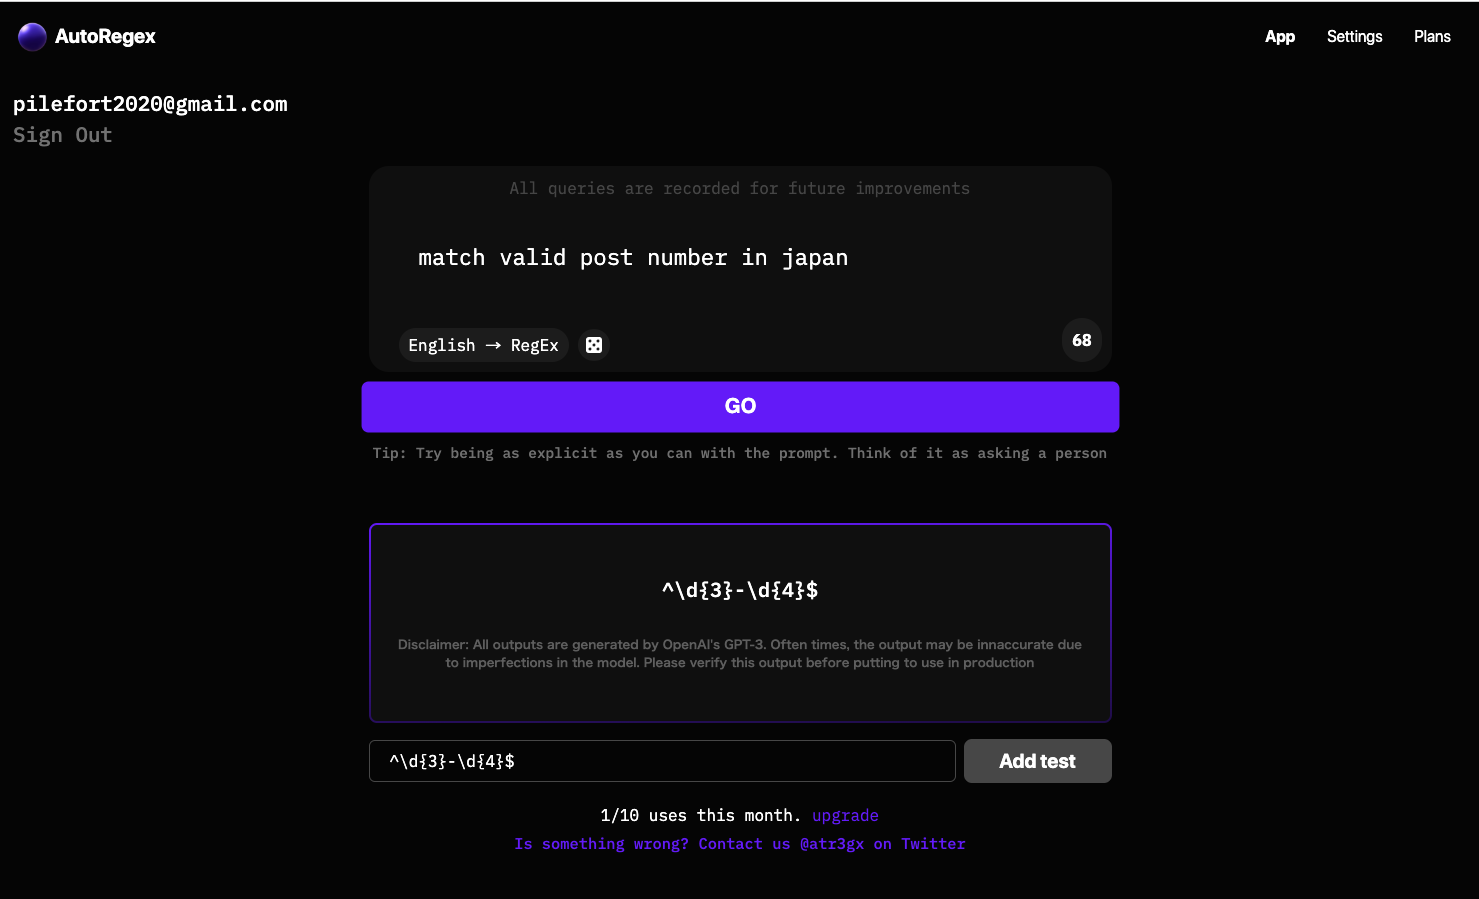 AutoRegex
App Settings Plans
pilefort2020@gmail.com
Sign Out
All queries are recorded for future improvements
match valid post number in japan
English → RegEx
68
GO
Tip: Try being as explicit as you can with the prompt. Think of it as asking a person
^\d{3}-\d{4}$
Disclaimer: All outputs are generated by OpenAI's GPT-3. Often times, the output may be innaccurate due
to imperfections in the model. Please verify this output before putting to use in production
^\d{3}-\d{4}$
Add test
1/10 uses this month. upgrade
Is something wrong? Contact us @atr3gx on Twitter